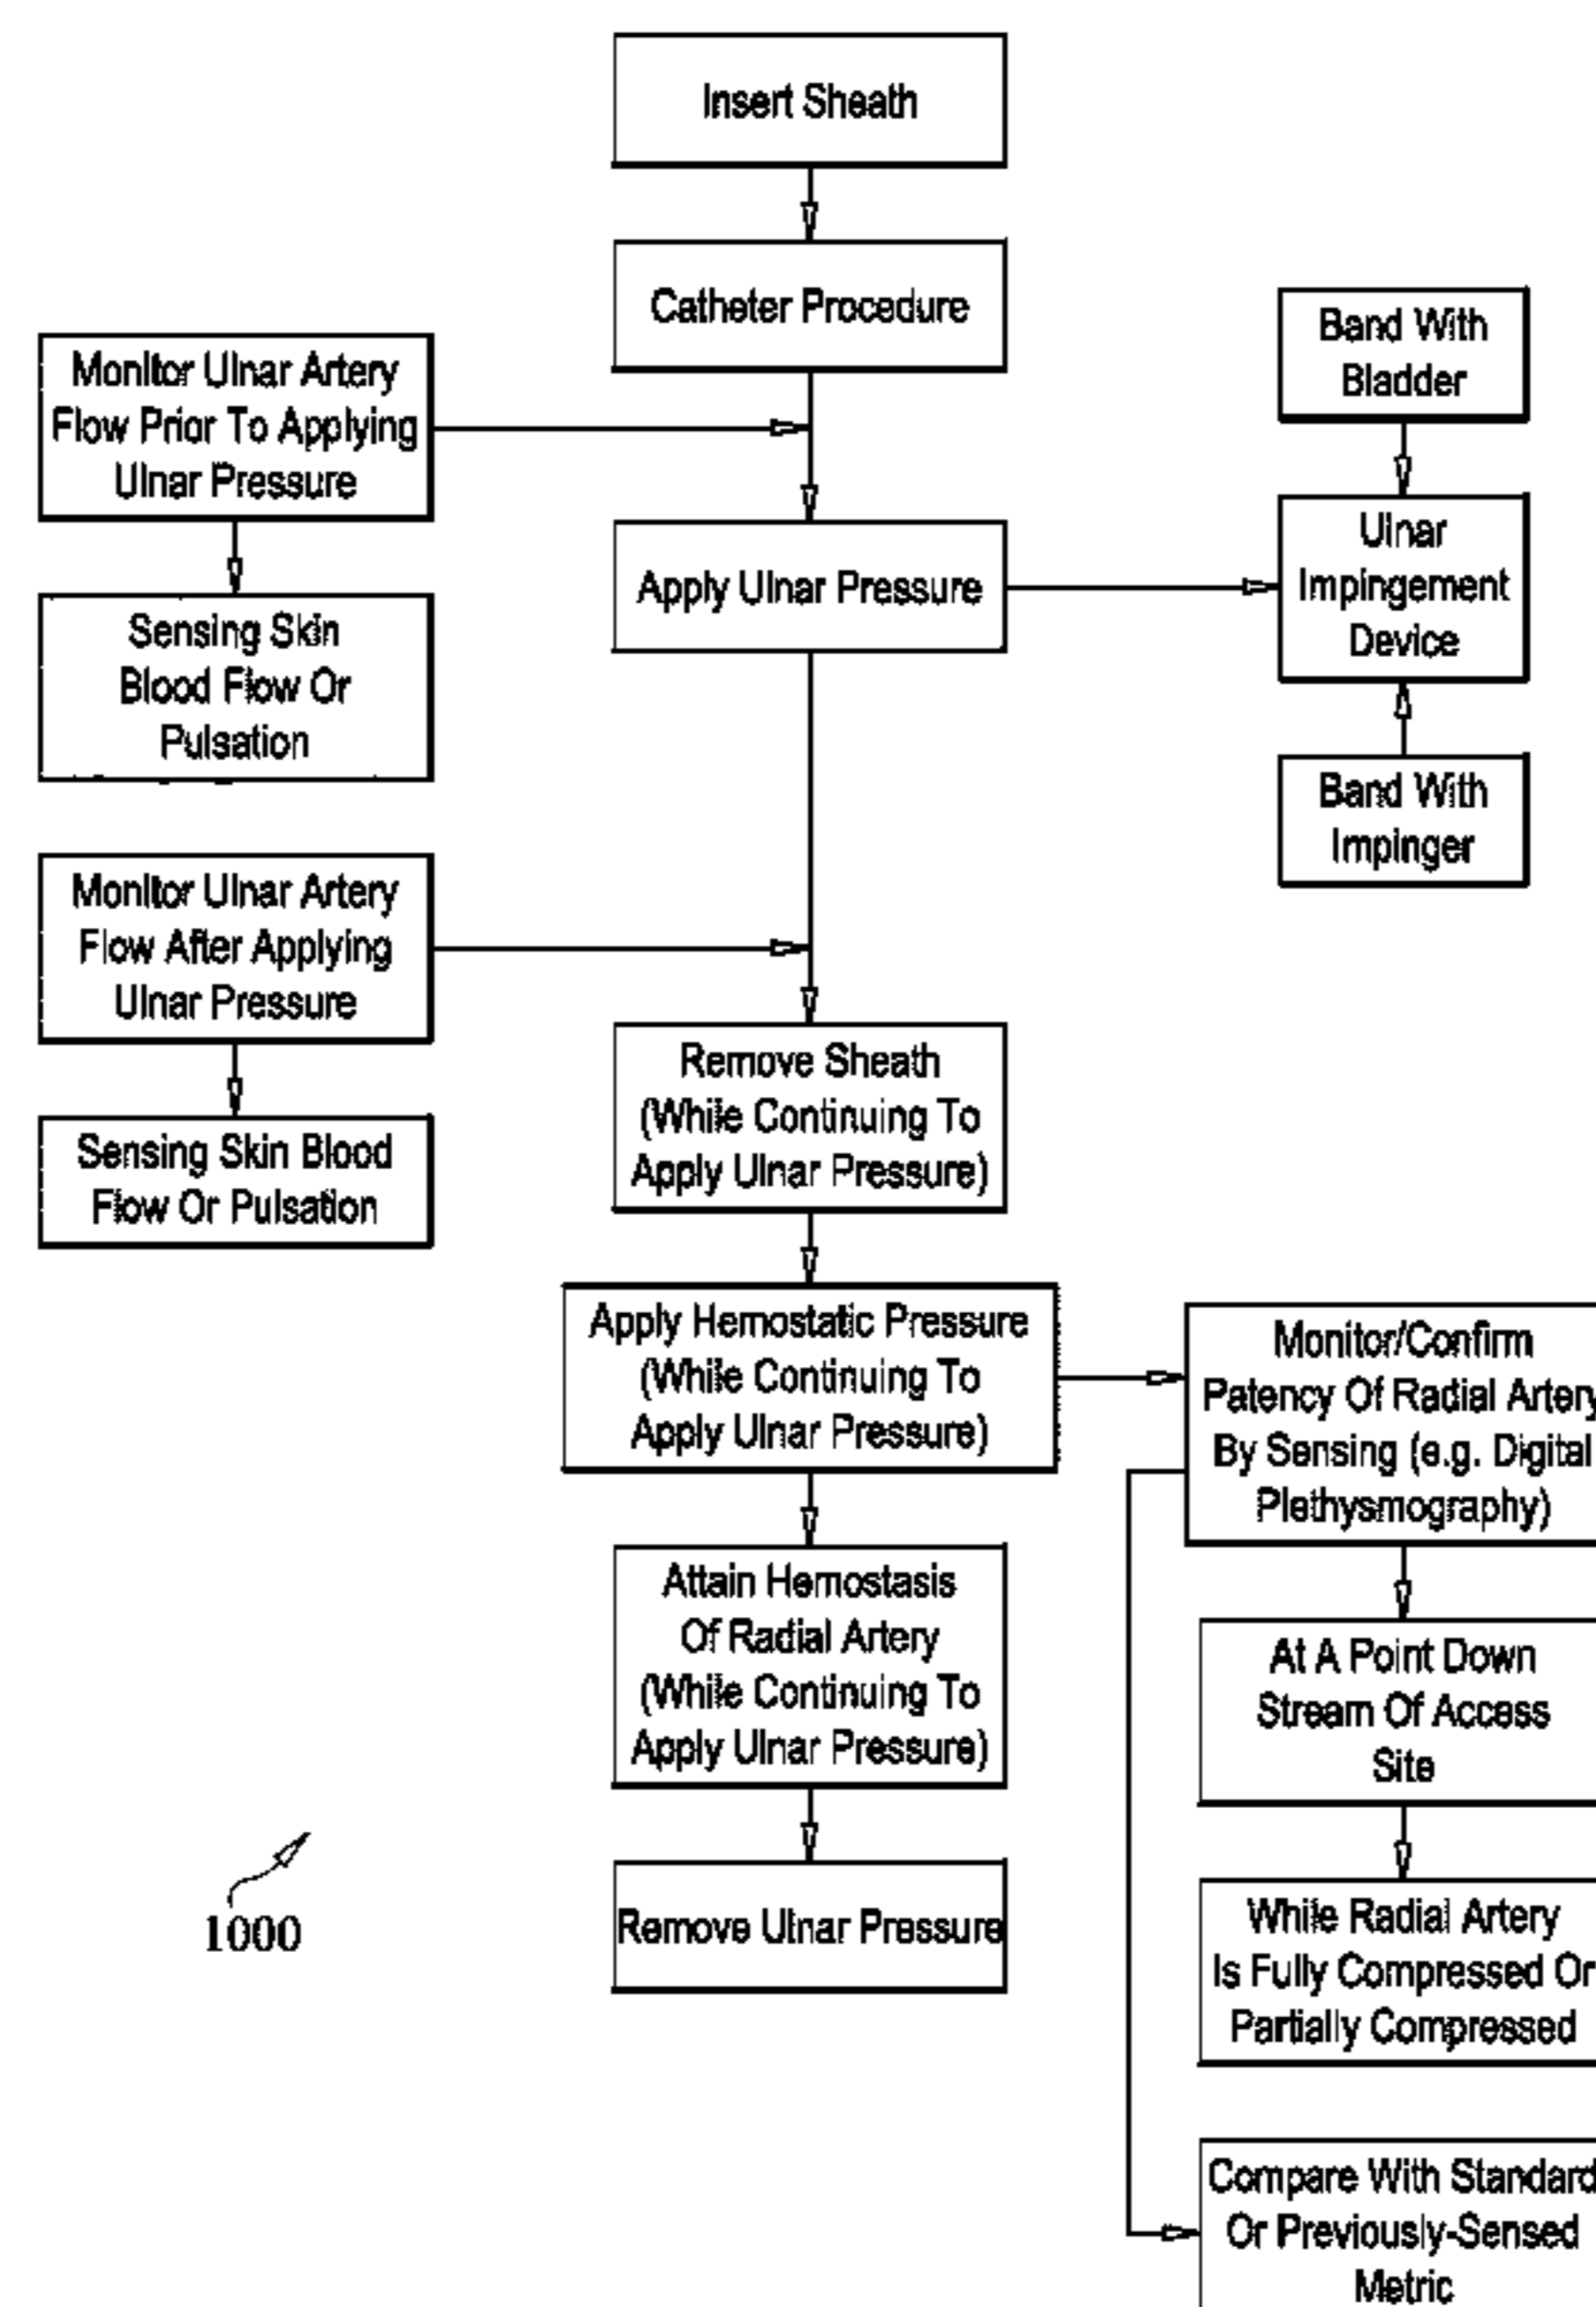 Insert Sheath
Catheter Procedure
Monitor Ulnar Artery
Flow Prior To Applying
Ulnar Pressure
Sensing Skin
Blood Flow Or
Pulsation
Apply Ulnar Pressure
Band With
Bladder
Ulnar
Impingement
Device
Band With
Impinger
Monitor Ulnar Artery
Flow After Applying
Ulnar Pressure
Sensing Skin Blood
Flow Or Pulsation
Remove Sheath
(While Continuing To
Apply Ulnar Pressure)
Apply Hemostatic Pressure
(While Continuing To
Apply Ulnar Pressure)
Monitor/Confirm
Patency Of Radial Artery
By Sensing (e.g. Digital
Plethysmography)
Attain Hemostasis
Of Radial Artery
(While Continuing To
Apply Ulnar Pressure)
At A Point Down
Stream Of Access
Site
Remove Ulnar Pressure
While Radial Artery
Is Fully Compressed Or
Partially Compressed
Compare With Standard
Or Previously-Sensed
Metric
1000